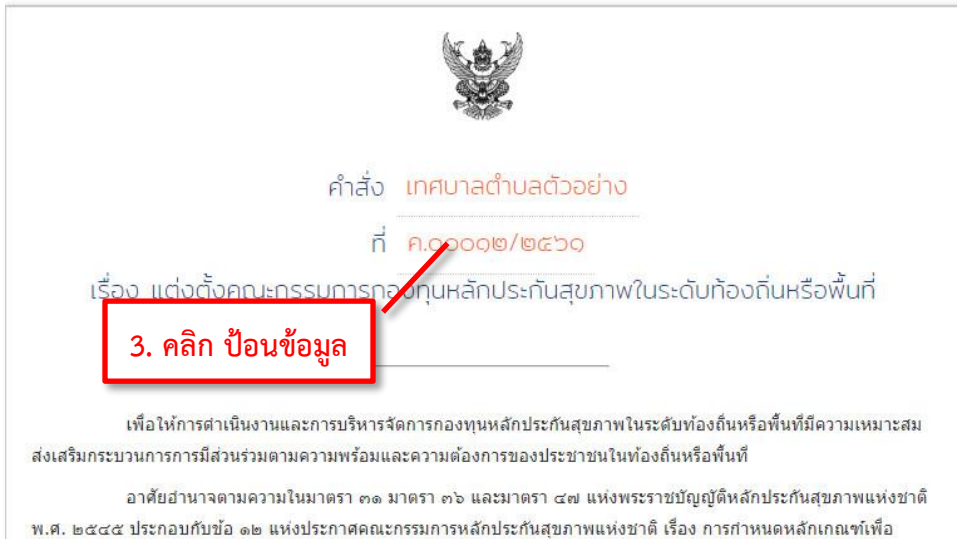 คำสั่ง เทศบาลตำบลตัวอย่าง
ที่ ค.๑๐๐๑๒/๒๕๖๑
เรื่อง แต่งตั้งคณะกรรมการกองทุนหลักประกันสุขภาพในระดับท้องถิ่นหรือพื้นที่
3. คลิก ป้อนข้อมูล
เพื่อให้การดำเนินงานและการบริหารจัดการกองทุนหลักประกันสุขภาพในระดับท้องถิ่นหรือพื้นที่มีความเหมาะสม
ส่งเสริมกระบวนการการมีส่วนร่วมตามความพร้อมและความต้องการของประชาชนในท้องถิ่นหรือพื้นที่
อาศัยอำนาจตามความในมาตรา ๓๑ มาตรา ๓๖ และมาตรา ๔๗ แห่งพระราชบัญญัติหลักประกันสุขภาพแห่งชาติ
พ.ศ. ๒๕๔๕ ประกอบกับข้อ ๑๒ แห่งประกาศคณะกรรมการหลักประกันสุขภาพแห่งชาติ เรื่อง การกำหนดหลักเกณฑ์เพื่อ